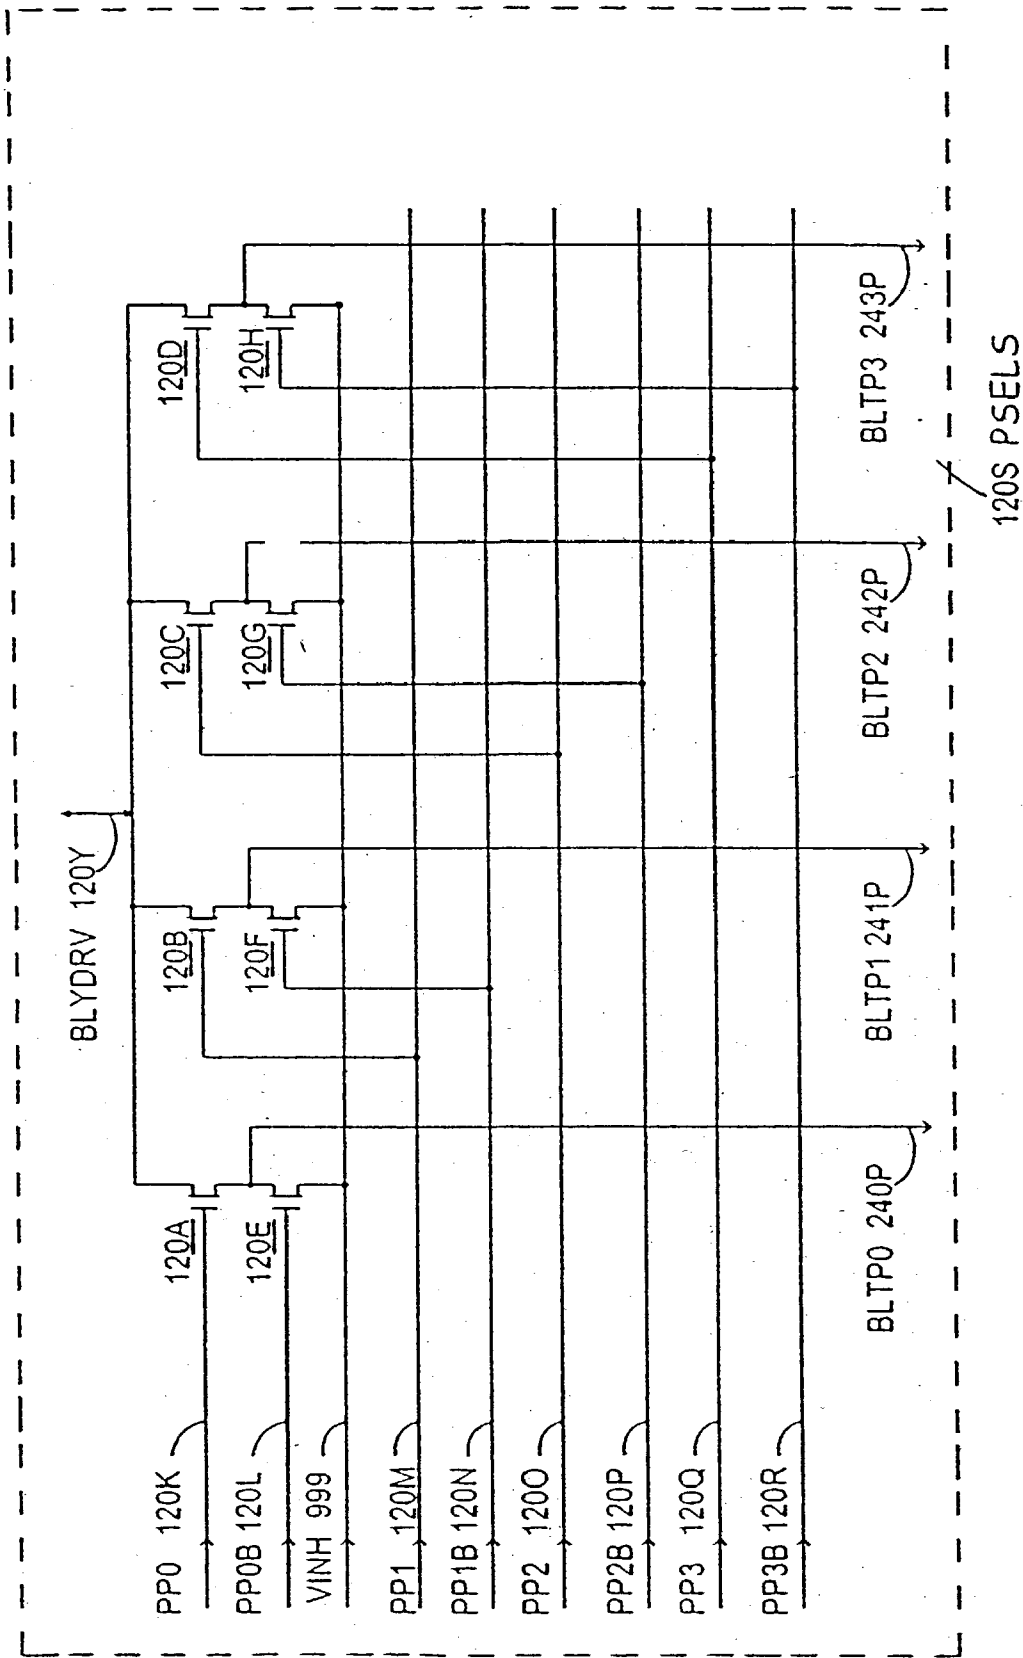 BLYDRV 120Y
120A
120B
120C
120D
120E
120F
120G
120H
PP0 120K
PP0B 120L
VINH 999
PP1 120M
PP1B 120N
PP2 120O
PP2B 120P
PP3 120Q
PP3B 120R
BLTP0 240P
BLTP1 241P
BLTP2 242P
BLTP3 243P
120S PSELS